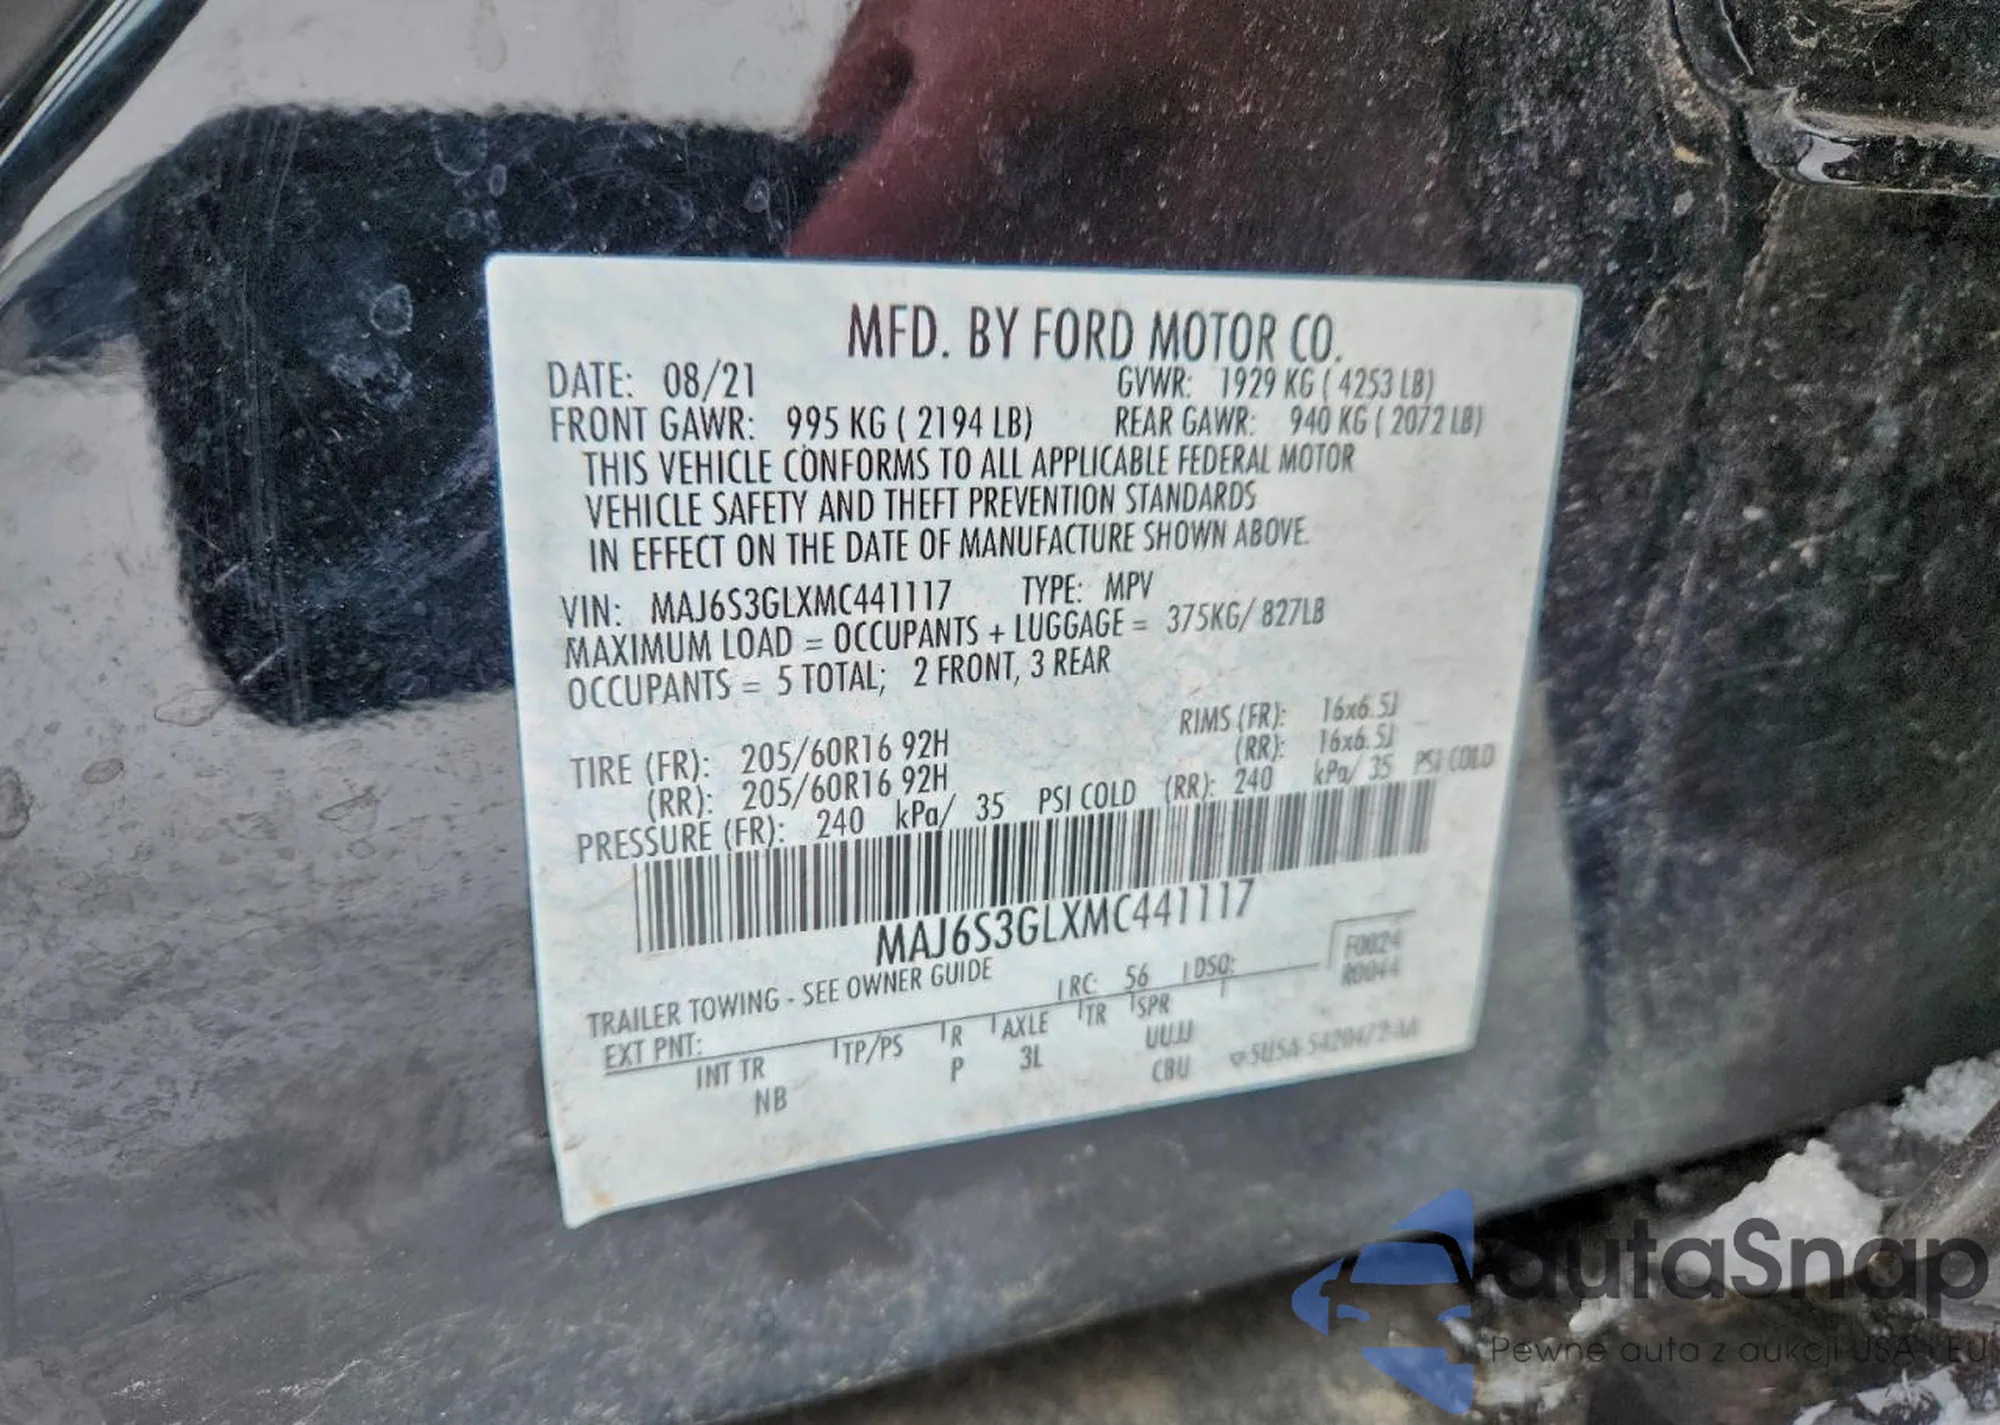 MFD. BY FORD MOTOR CO.
DATE: 08/21 GVWR: 1929 KG ( 4253 LB)
FRONT GAWR: 995 KG ( 2194 LB) REAR GAWR: 940 KG ( 2072 LB)
THIS VEHICLE CONFORMS TO ALL APPLICABLE FEDERAL MOTOR
VEHICLE SAFETY AND THEFT PREVENTION STANDARDS
IN EFFECT ON THE DATE OF MANUFACTURE SHOWN ABOVE.
VIN: MAJ6S3GLXMC441117 TYPE: MPV
MAXIMUM LOAD = OCCUPANTS + LUGGAGE = 375KG/ 827LB
OCCUPANTS = 5 TOTAL; 2 FRONT, 3 REAR
TIRE (FR): 205/60R16 92H RIMS (FR): 16x6.5J
(RR): 205/60R16 92H (RR): 16x6.5J
PRESSURE (FR): 240 kPa/ 35 PSI COLD (RR): 240 kPa/ 35 PSI COLD
MAJ6S3GLXMC441117
TRAILER TOWING - SEE OWNER GUIDE
EXT PNT: RC: 56 DSO: F0024
R0044
INT TR TP/PS R AXLE TR SPR
NB P 3L UUJJ
CBU
autaSnap
Pewne auta z aukcji USA i EU